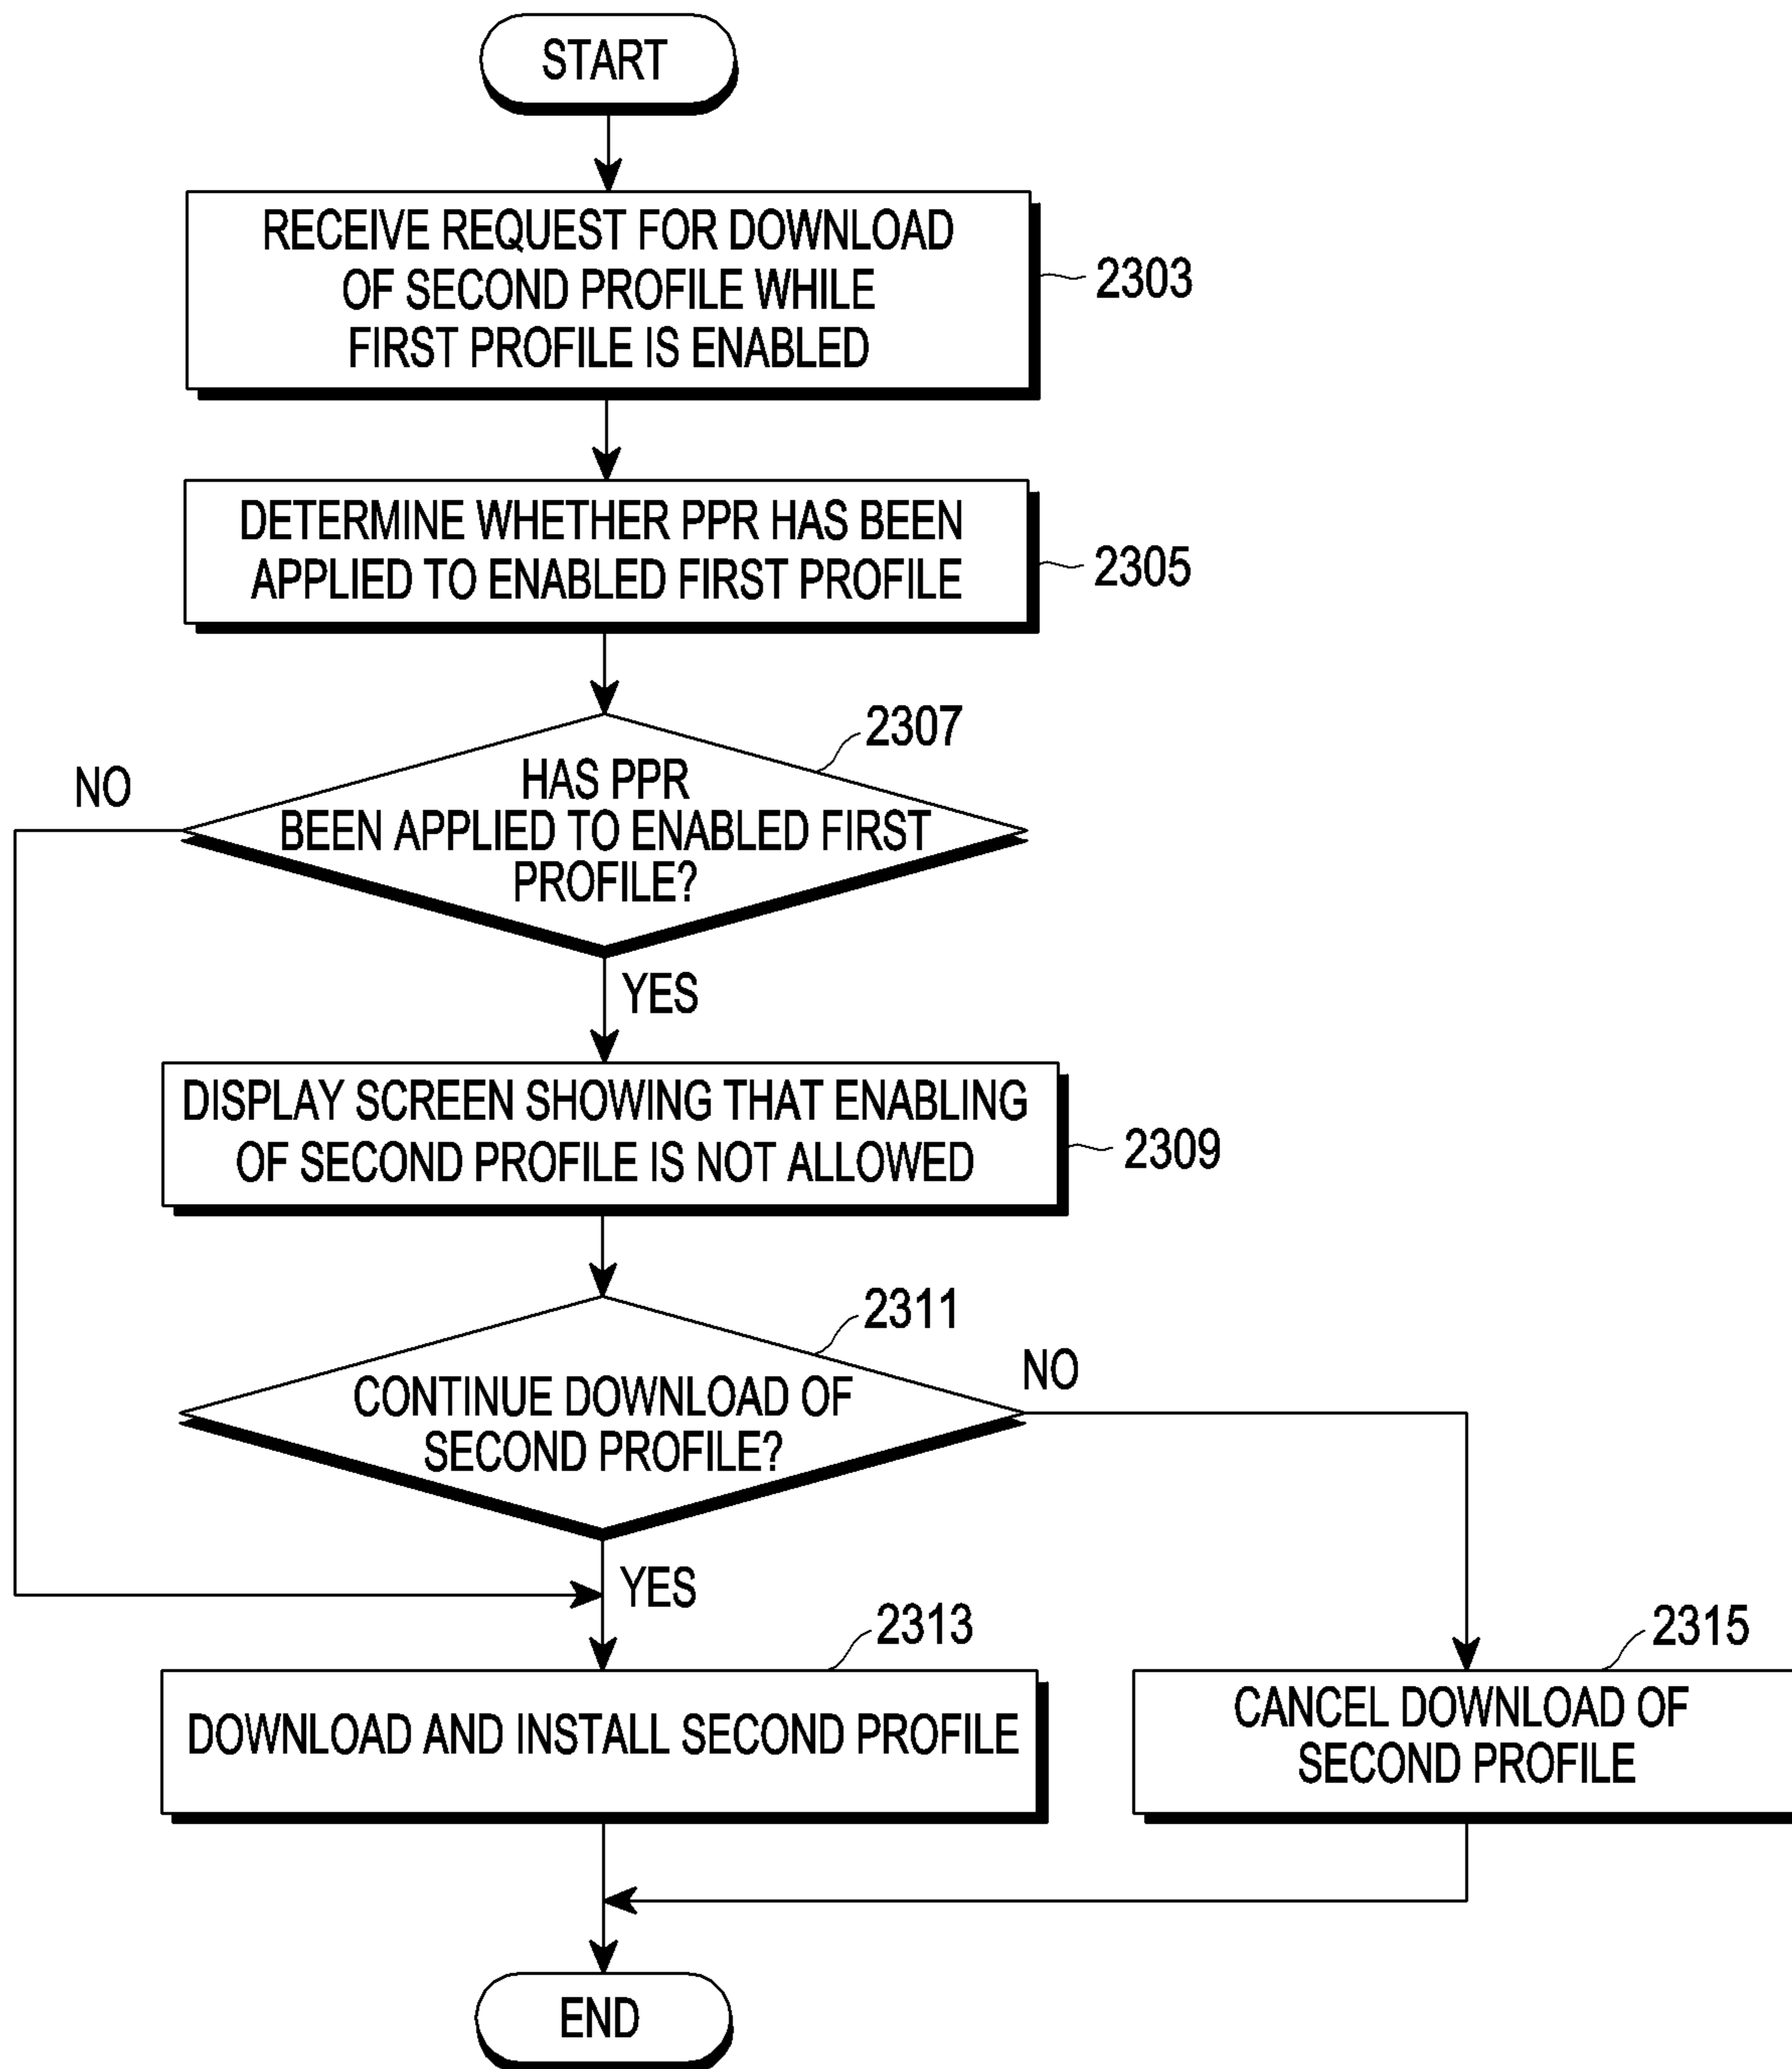 START
RECEIVE REQUEST FOR DOWNLOAD
OF SECOND PROFILE WHILE
FIRST PROFILE IS ENABLED
2303
DETERMINE WHETHER PPR HAS BEEN
APPLIED TO ENABLED FIRST PROFILE
2305
2307
HAS PPR
BEEN APPLIED TO ENABLED FIRST
PROFILE?
NO
YES
DISPLAY SCREEN SHOWING THAT ENABLING
OF SECOND PROFILE IS NOT ALLOWED
2309
2311
CONTINUE DOWNLOAD OF
SECOND PROFILE?
NO
YES
2313
DOWNLOAD AND INSTALL SECOND PROFILE
2315
CANCEL DOWNLOAD OF
SECOND PROFILE
END